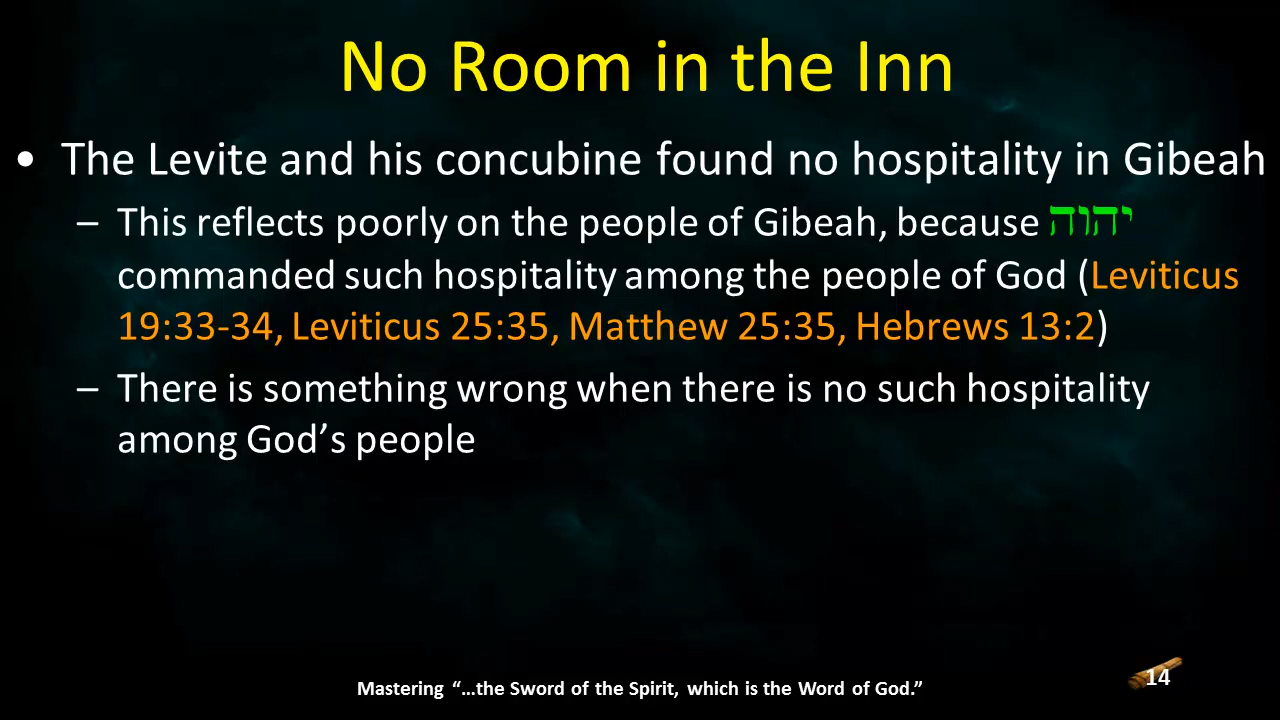 No Room in the Inn
• The Levite and his concubine found no hospitality in Gibeah
– This reflects poorly on the people of Gibeah, because יהוה
commanded such hospitality among the people of God (Leviticus
19:33-34, Leviticus 25:35, Matthew 25:35, Hebrews 13:2)
– There is something wrong when there is no such hospitality
among God’s people
Mastering “…the Sword of the Spirit, which is the Word of God.”
14